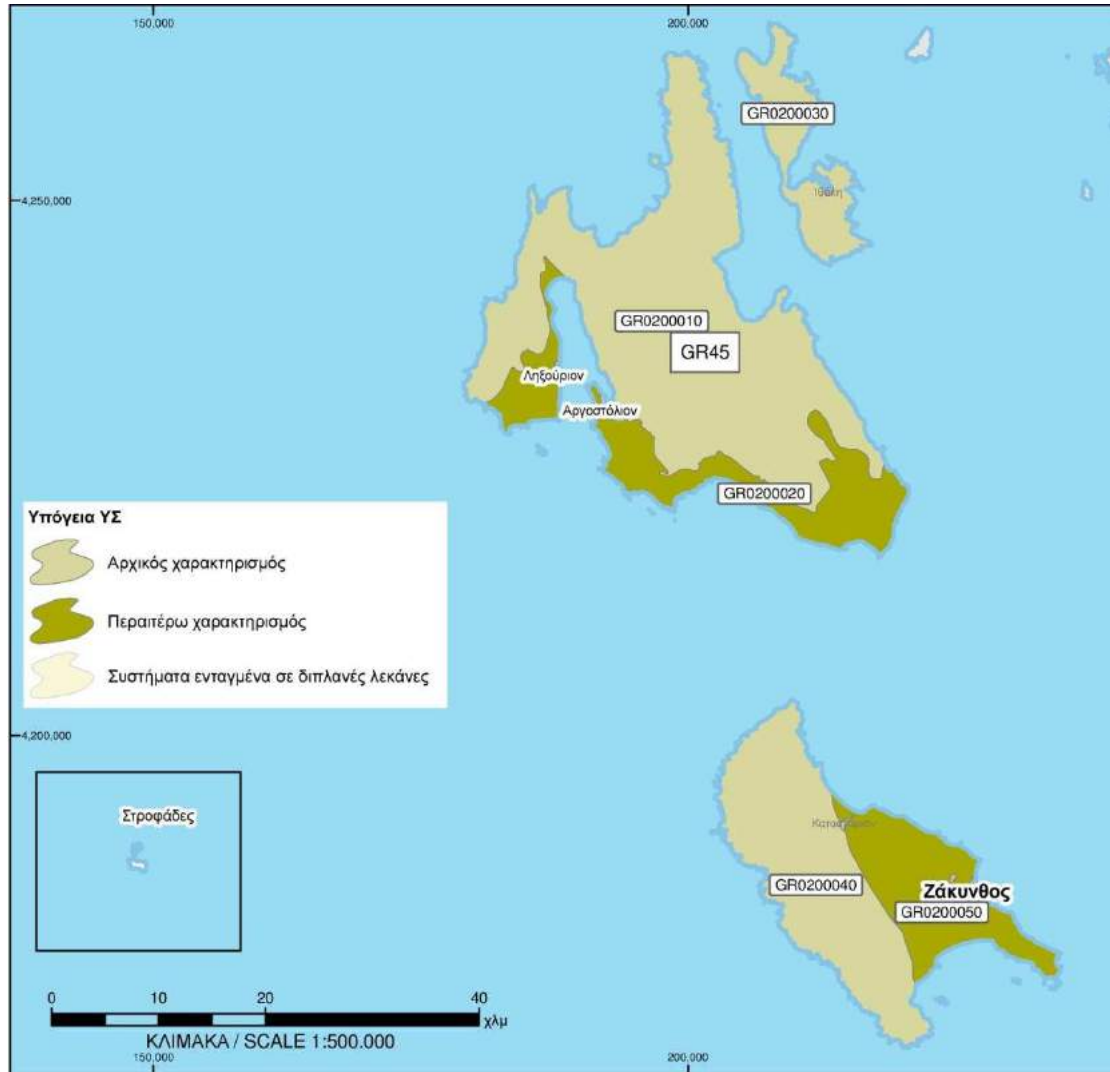 150,000 200,000
GR0200030
4,250,000
Ιθάκη
GR0200010
GR45
Ληξούριον
Αργοστόλιον
GR0200020
Υπόγεια ΥΣ
Αρχικός χαρακτηρισμός
Περαιτέρω χαρακτηρισμός
Συστήματα ενταγμένα σε διπλανές λεκάνες
4,200,000
Στροφάδες
GR0200040
Ζάκυνθος
GR0200050
0 10 20 40
χλμ
ΚΛΙΜΑΚΑ / SCALE 1:500.000
150,000 200,000